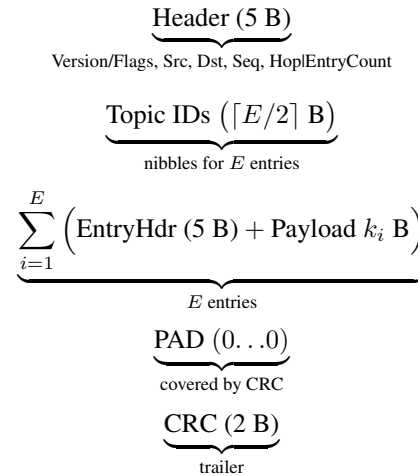 Header (5 B)
Version/Flags, Src, Dst, Seq, Hop|EntryCount
Topic IDs (⌈E/2⌉ B)
nibbles for E entries
∑_{i=1}^{E} (EntryHdr (5 B) + Payload k_i B)
E entries
PAD (0…0)
covered by CRC
CRC (2 B)
trailer